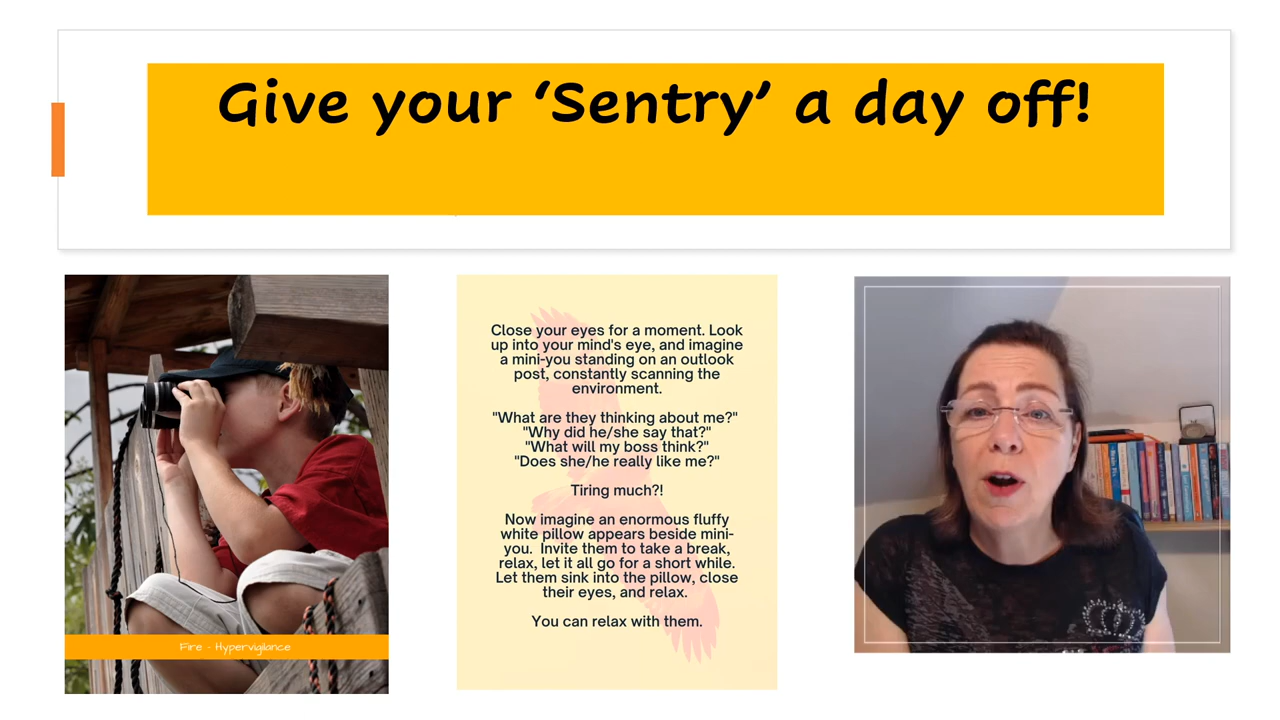 Give your ‘Sentry’ a day off!
Close your eyes for a moment. Look
up into your mind's eye, and imagine
a mini-you standing on an outlook
post, constantly scanning the
environment.
"What are they thinking about me?"
"Why did he/she say that?"
"What will my boss think?"
"Does she/he really like me?"
Tiring much?!
Now imagine an enormous fluffy
white pillow appears beside mini-
you. Invite them to take a break,
relax, let it all go for a short while.
Let them sink into the pillow, close
their eyes, and relax.
You can relax with them.
Fire - Hypervigilance